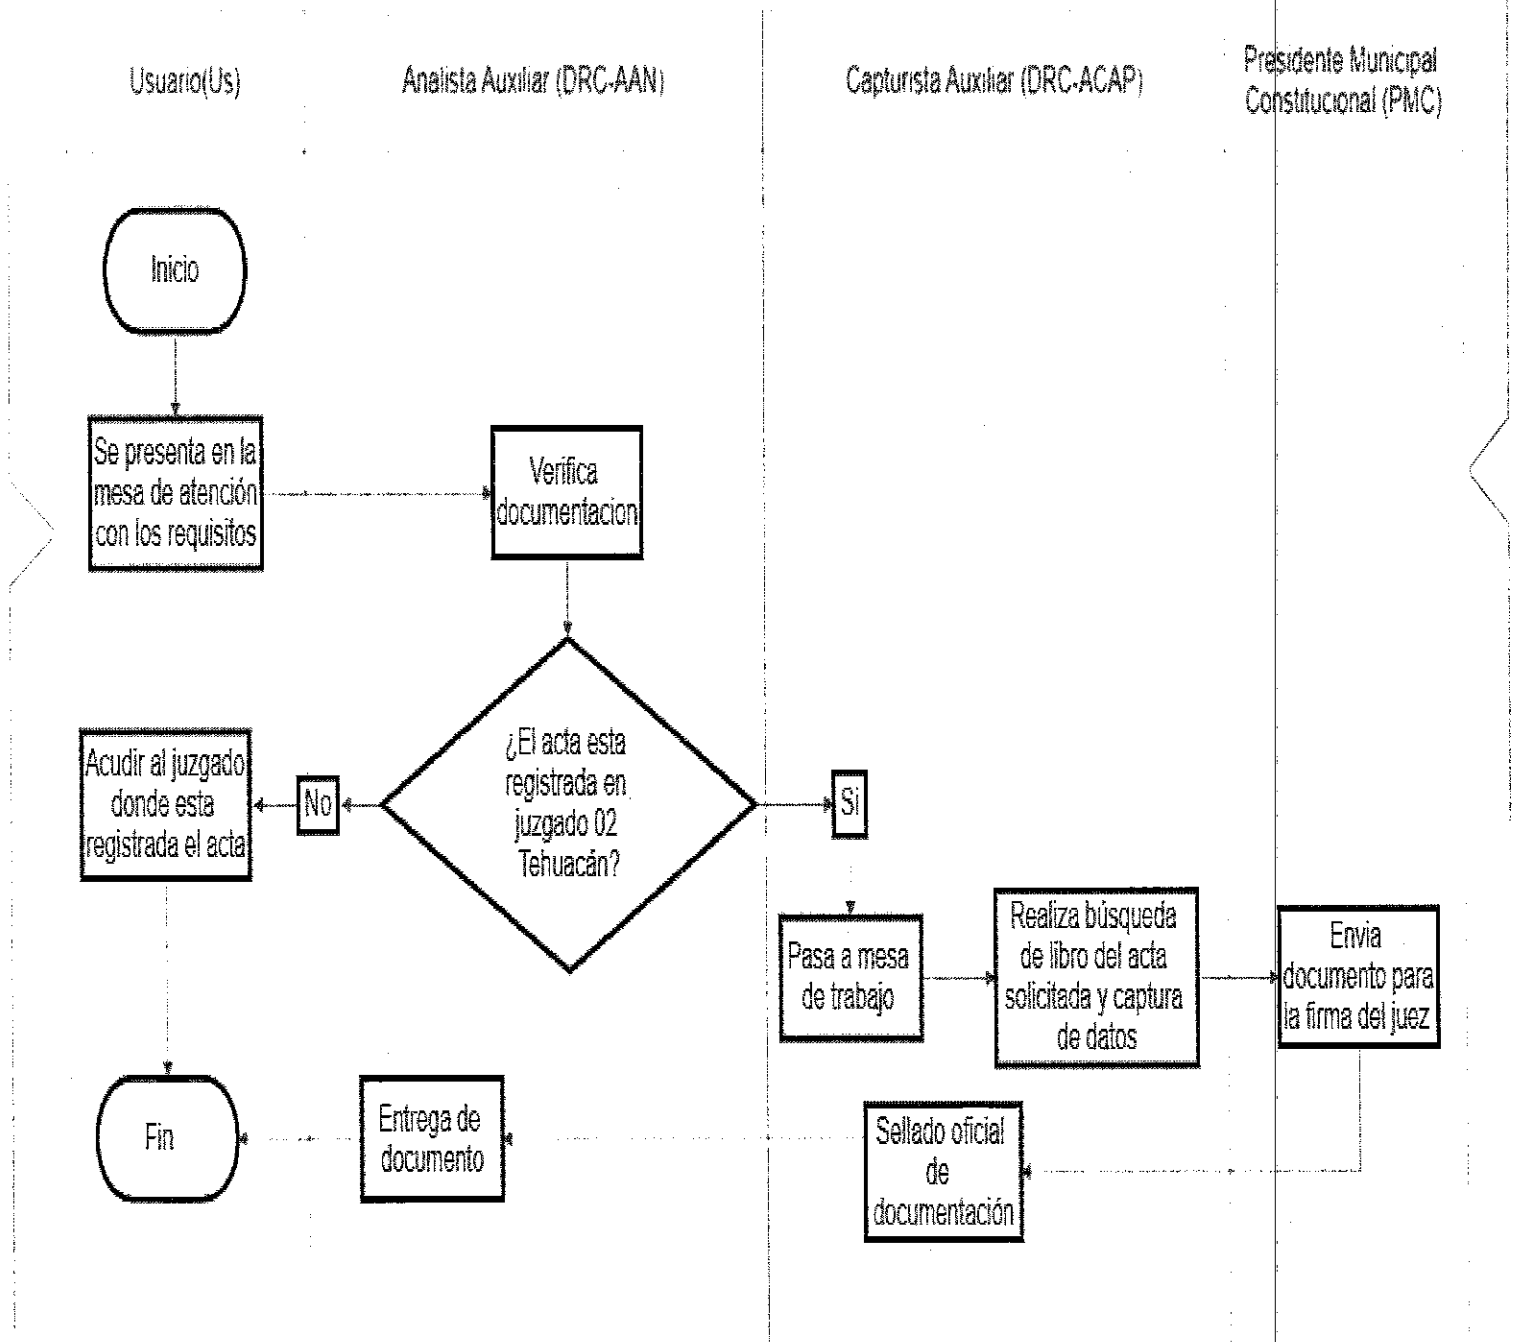 Usuario(Us)
Analista Auxiliar (DRC-AAN)
Capturista Auxiliar (DRC-ACAP)
Presidente Municipal
Constitucional (PMC)
Inicio
Se presenta en la
mesa de atención
con los requisitos
Verifica
documentacion
¿El acta esta
registrada en
juzgado 02
Tehuacán?
No
Acudir al juzgado
donde esta
registrada el acta
Si
Pasa a mesa
de trabajo
Realiza búsqueda
de libro del acta
solicitada y captura
de datos
Envia
documento para
la firma del juez
Sellado oficial
de
documentación
Entrega de
documento
Fin